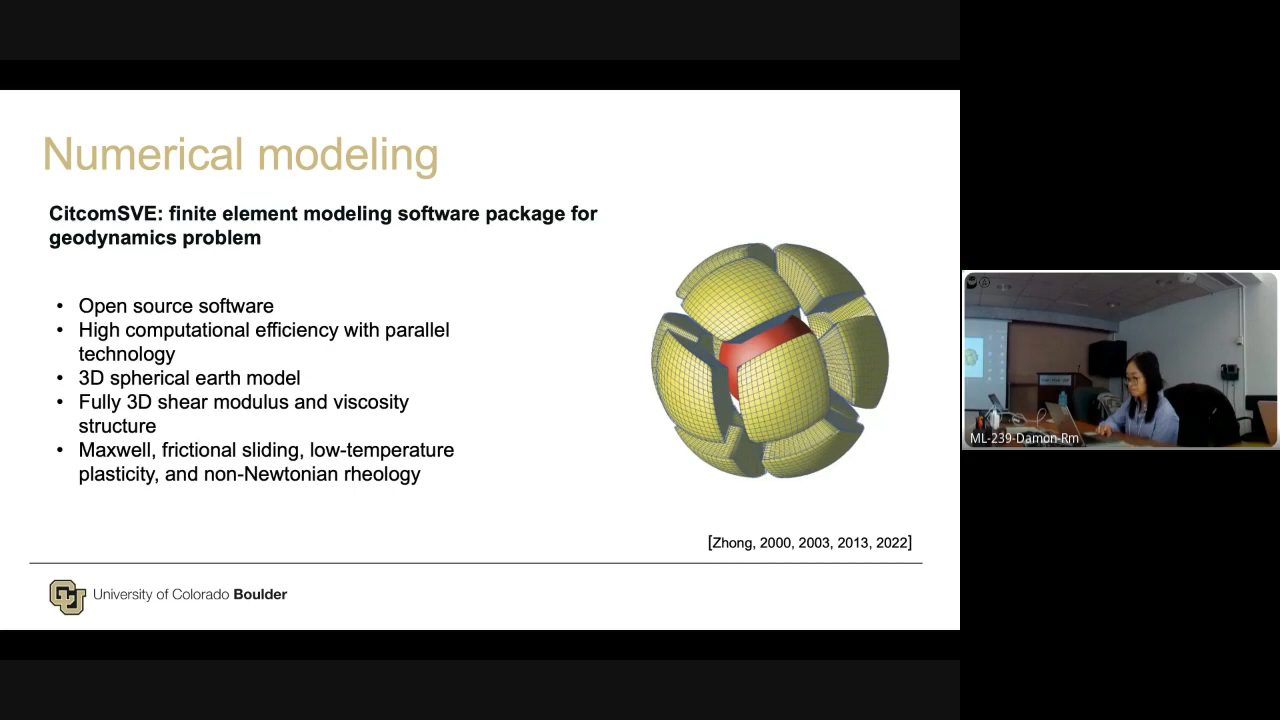 Numerical modeling
CitcomSVE: finite element modeling software package for
geodynamics problem
• Open source software
• High computational efficiency with parallel
technology
• 3D spherical earth model
• Fully 3D shear modulus and viscosity
structure
• Maxwell, frictional sliding, low-temperature
plasticity, and non-Newtonian rheology
[Zhong, 2000, 2003, 2013, 2022]
University of Colorado Boulder
ML-239-Damon-Rm